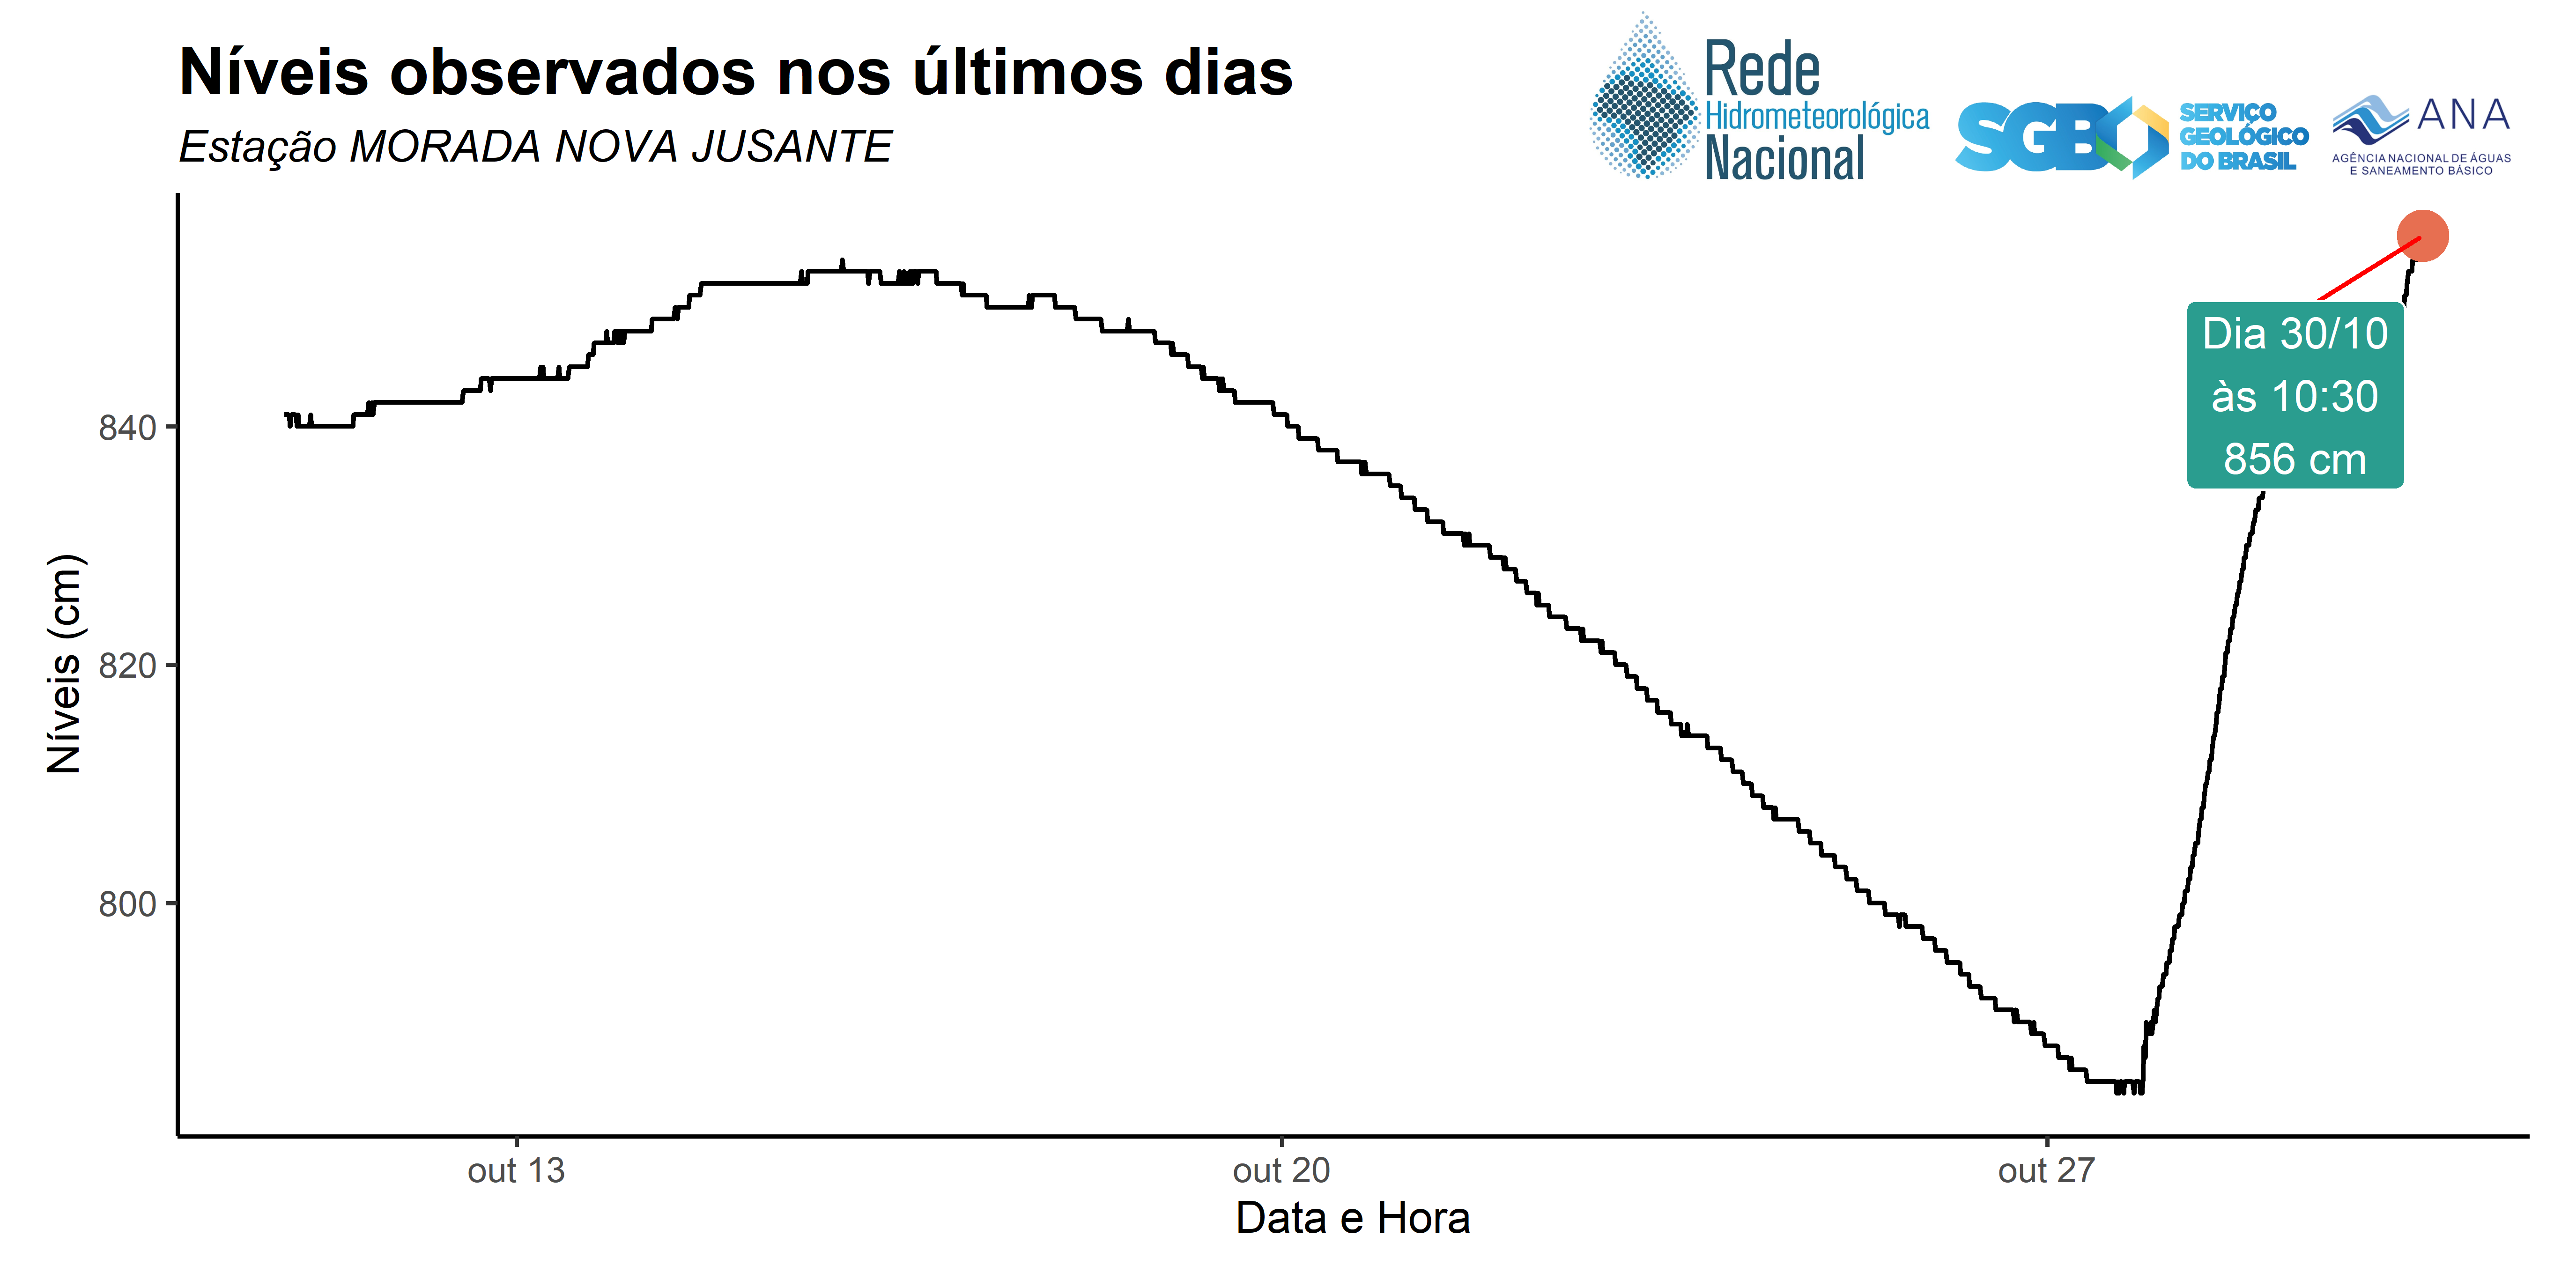 Níveis observados nos últimos dias
Estação MORADA NOVA JUSANTE
Rede
Hidrometeorológica
Nacional
SGB
SERVIÇO
GEOLÓGICO
DO BRASIL
ANA
AGÊNCIA NACIONAL DE ÁGUAS
E SANEAMENTO BÁSICO
Dia 30/10
às 10:30
856 cm
Níveis (cm)
840
820
800
out 13
out 20
out 27
Data e Hora